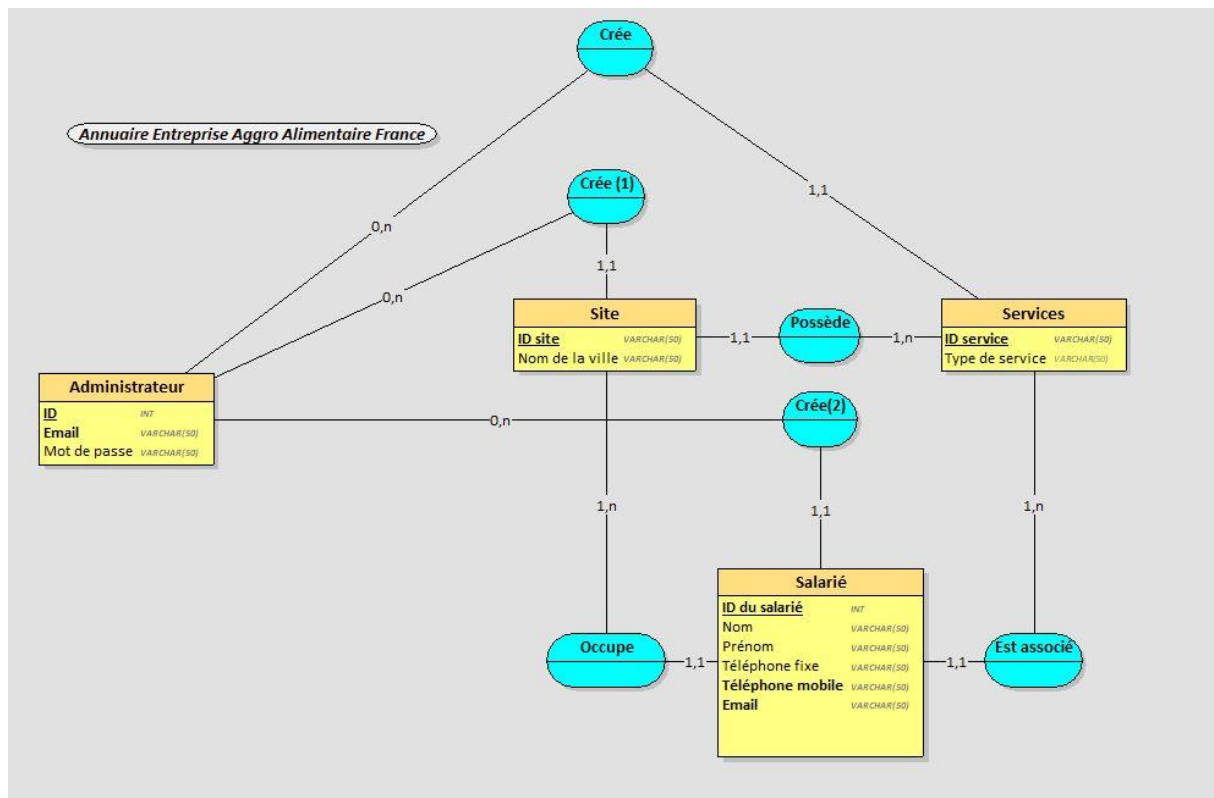 Crée
Annuaire Entreprise Aggro Alimentaire France
Crée (1)
1,1
0,n
1,1
0,n
Site
ID site VARCHAR(50)
Nom de la ville VARCHAR(50)
1,1
Possède
1,n
Services
ID service VARCHAR(50)
Type de service VARCHAR(50)
Administrateur
ID INT
Email VARCHAR(50)
Mot de passe VARCHAR(50)
0,n
Crée(2)
1,n
1,1
1,n
Salarié
ID du salarié INT
Nom VARCHAR(50)
Prénom VARCHAR(50)
Téléphone fixe VARCHAR(50)
Téléphone mobile VARCHAR(50)
Email VARCHAR(50)
Occupe
1,1
1,1
Est associé